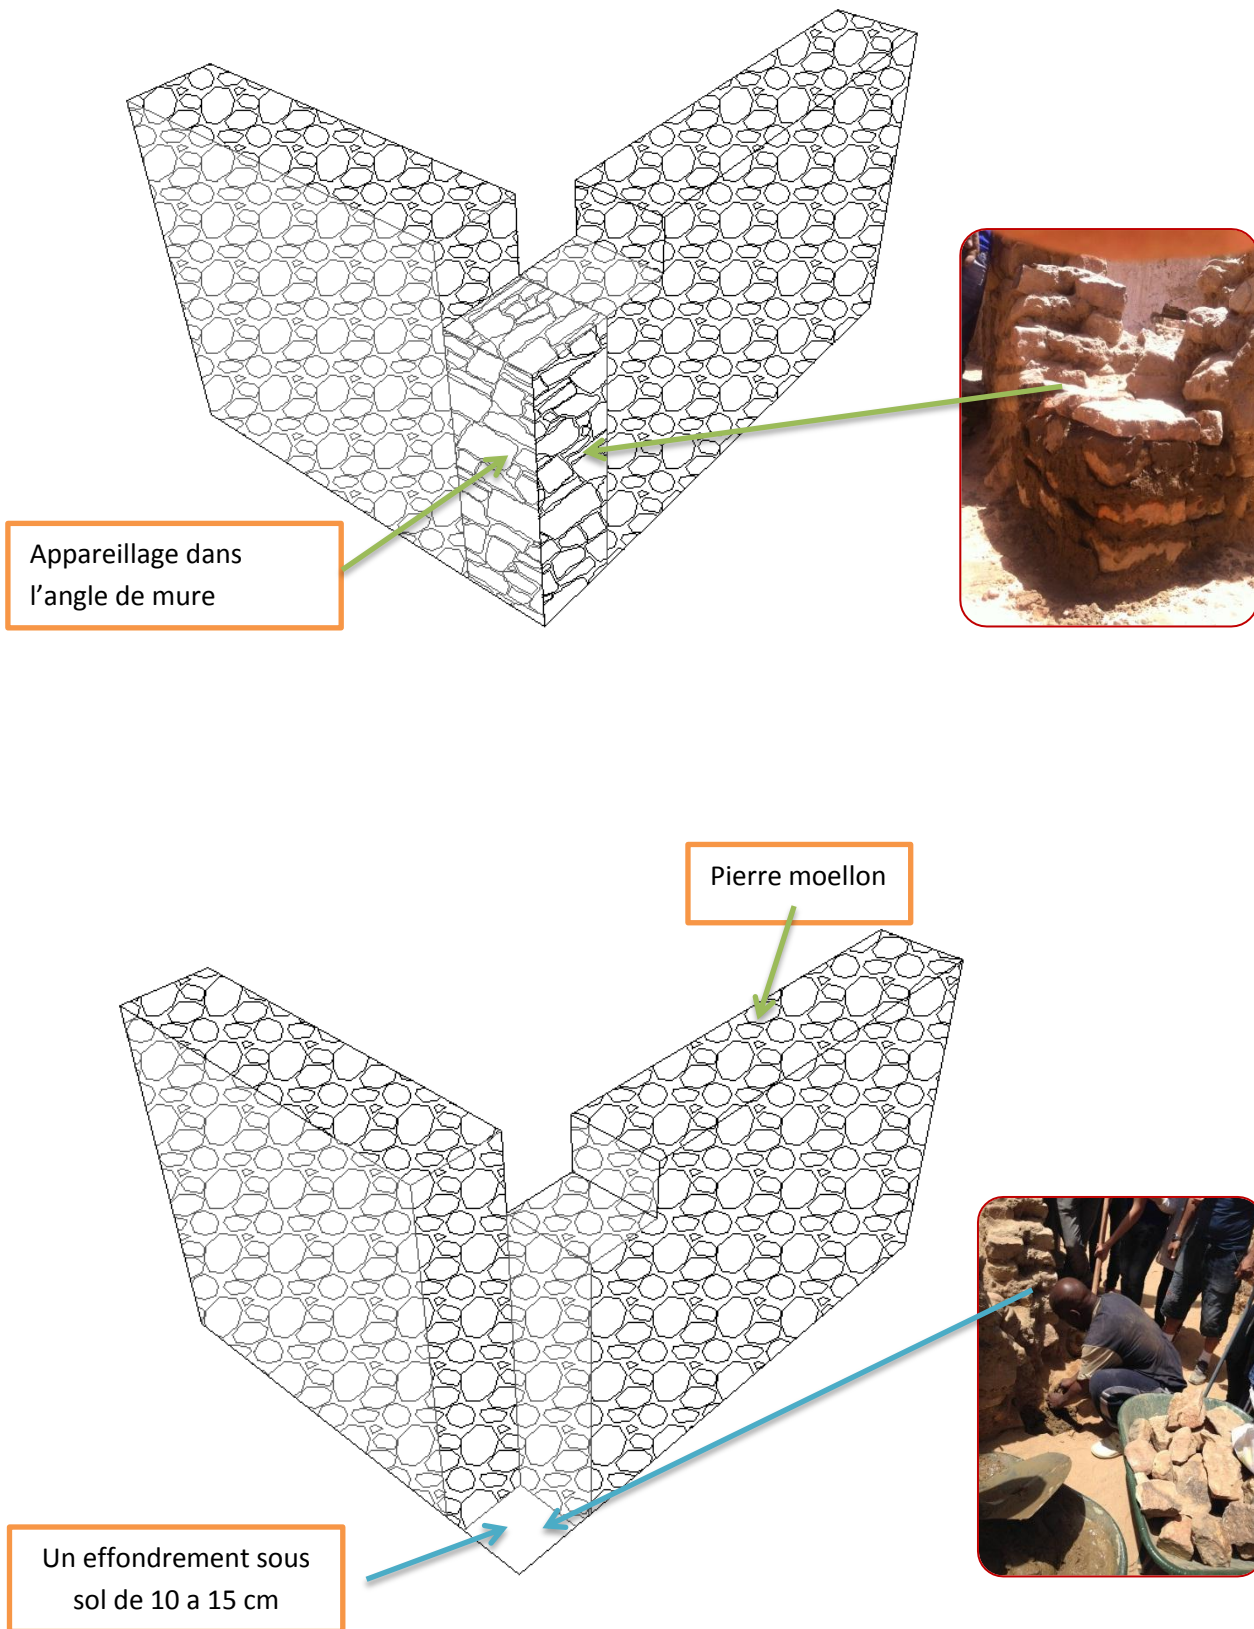 Appareillage dans
l’angle de mure
Pierre moellon
Un effondrement sous
sol de 10 a 15 cm